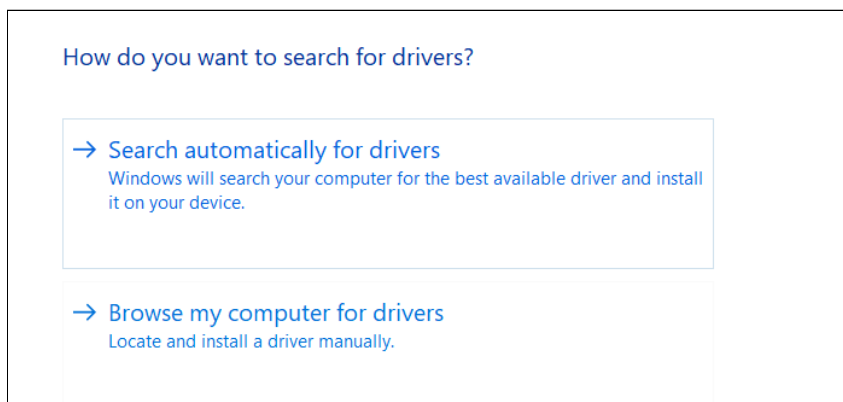 How do you want to search for drivers?
→ Search automatically for drivers
Windows will search your computer for the best available driver and install
it on your device.
→ Browse my computer for drivers
Locate and install a driver manually.